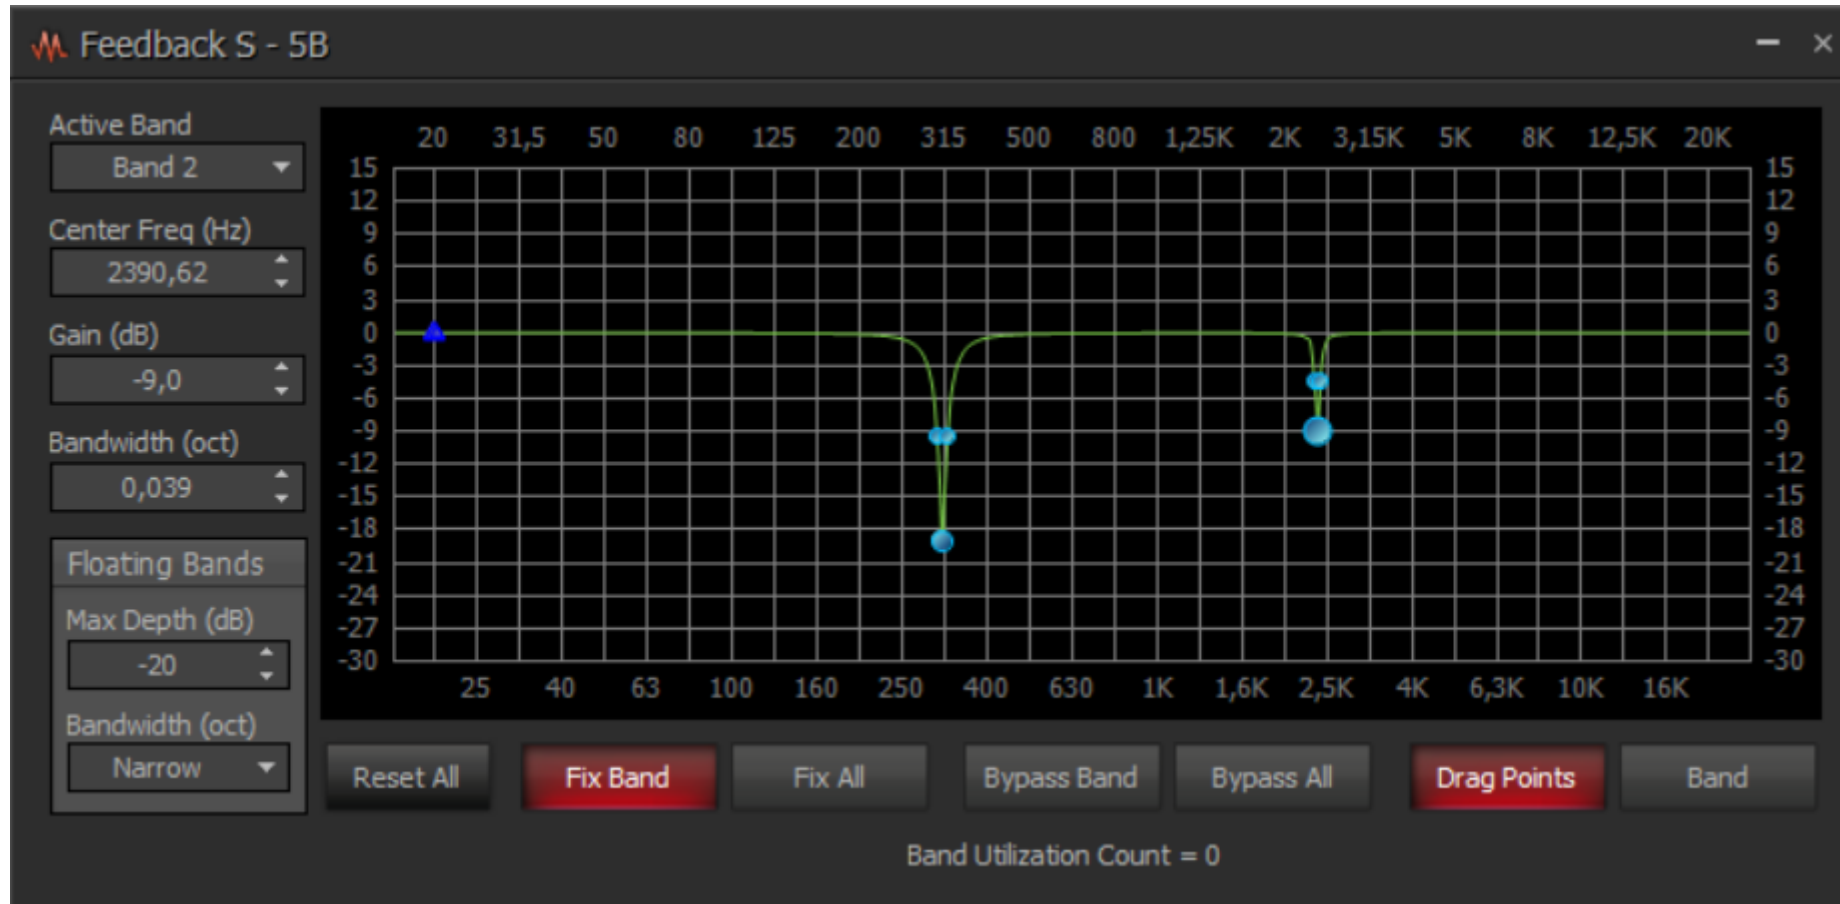 Feedback S - 5B
Active Band
Band 2
Center Freq (Hz)
2390,62
Gain (dB)
-9,0
Bandwidth (oct)
0,039
Floating Bands
Max Depth (dB)
-20
Bandwidth (oct)
Narrow
20 31,5 50 80 125 200 315 500 800 1,25K 2K 3,15K 5K 8K 12,5K 20K
15 15
12 12
9 9
6 6
3 3
0 0
-3 -3
-6 -6
-9 -9
-12 -12
-15 -15
-18 -18
-21 -21
-24 -24
-27 -27
-30 -30
25 40 63 100 160 250 400 630 1K 1,6K 2,5K 4K 6,3K 10K 16K
Reset All Fix Band Fix All Bypass Band Bypass All Drag Points Band
Band Utilization Count = 0